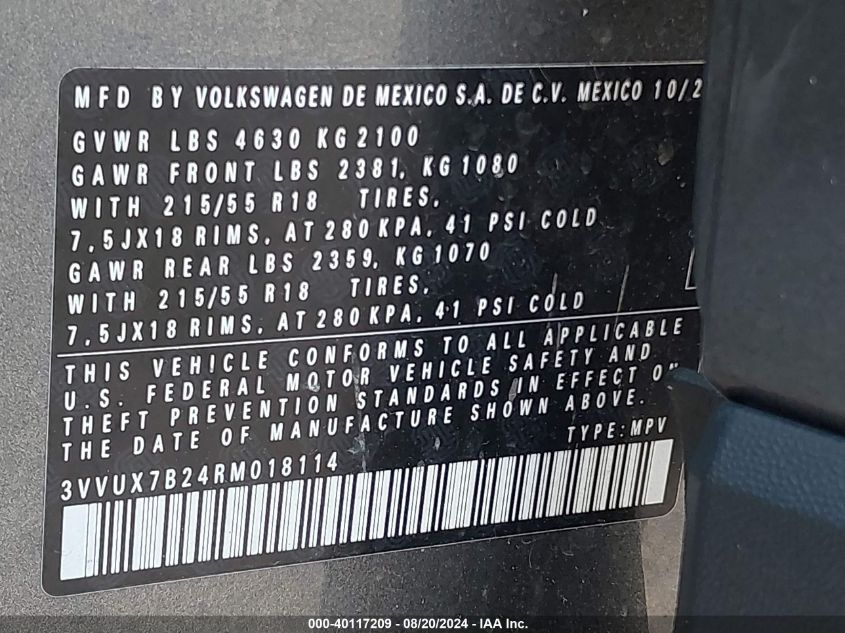 MFD BY VOLKSWAGEN DE MEXICO S.A. DE C.V. MEXICO 10/2
GVWR LBS 4630 KG 2100
GAWR FRONT LBS 2381, KG 1080
WITH 215/55 R18 TIRES,
7,5JX18 RIMS, AT 280 KPA, 41 PSI COLD
GAWR REAR LBS 2359, KG 1070
WITH 215/55 R18 TIRES,
7,5JX18 RIMS, AT 280 KPA, 41 PSI COLD
THIS VEHICLE CONFORMS TO ALL APPLICABLE
U.S. FEDERAL MOTOR VEHICLE SAFETY AND
THEFT PREVENTION STANDARDS IN EFFECT ON
THE DATE OF MANUFACTURE SHOWN ABOVE.
TYPE: MPV
3VVUX7B24RM018114
000-40117209 - 08/20/2024 - IAA Inc.